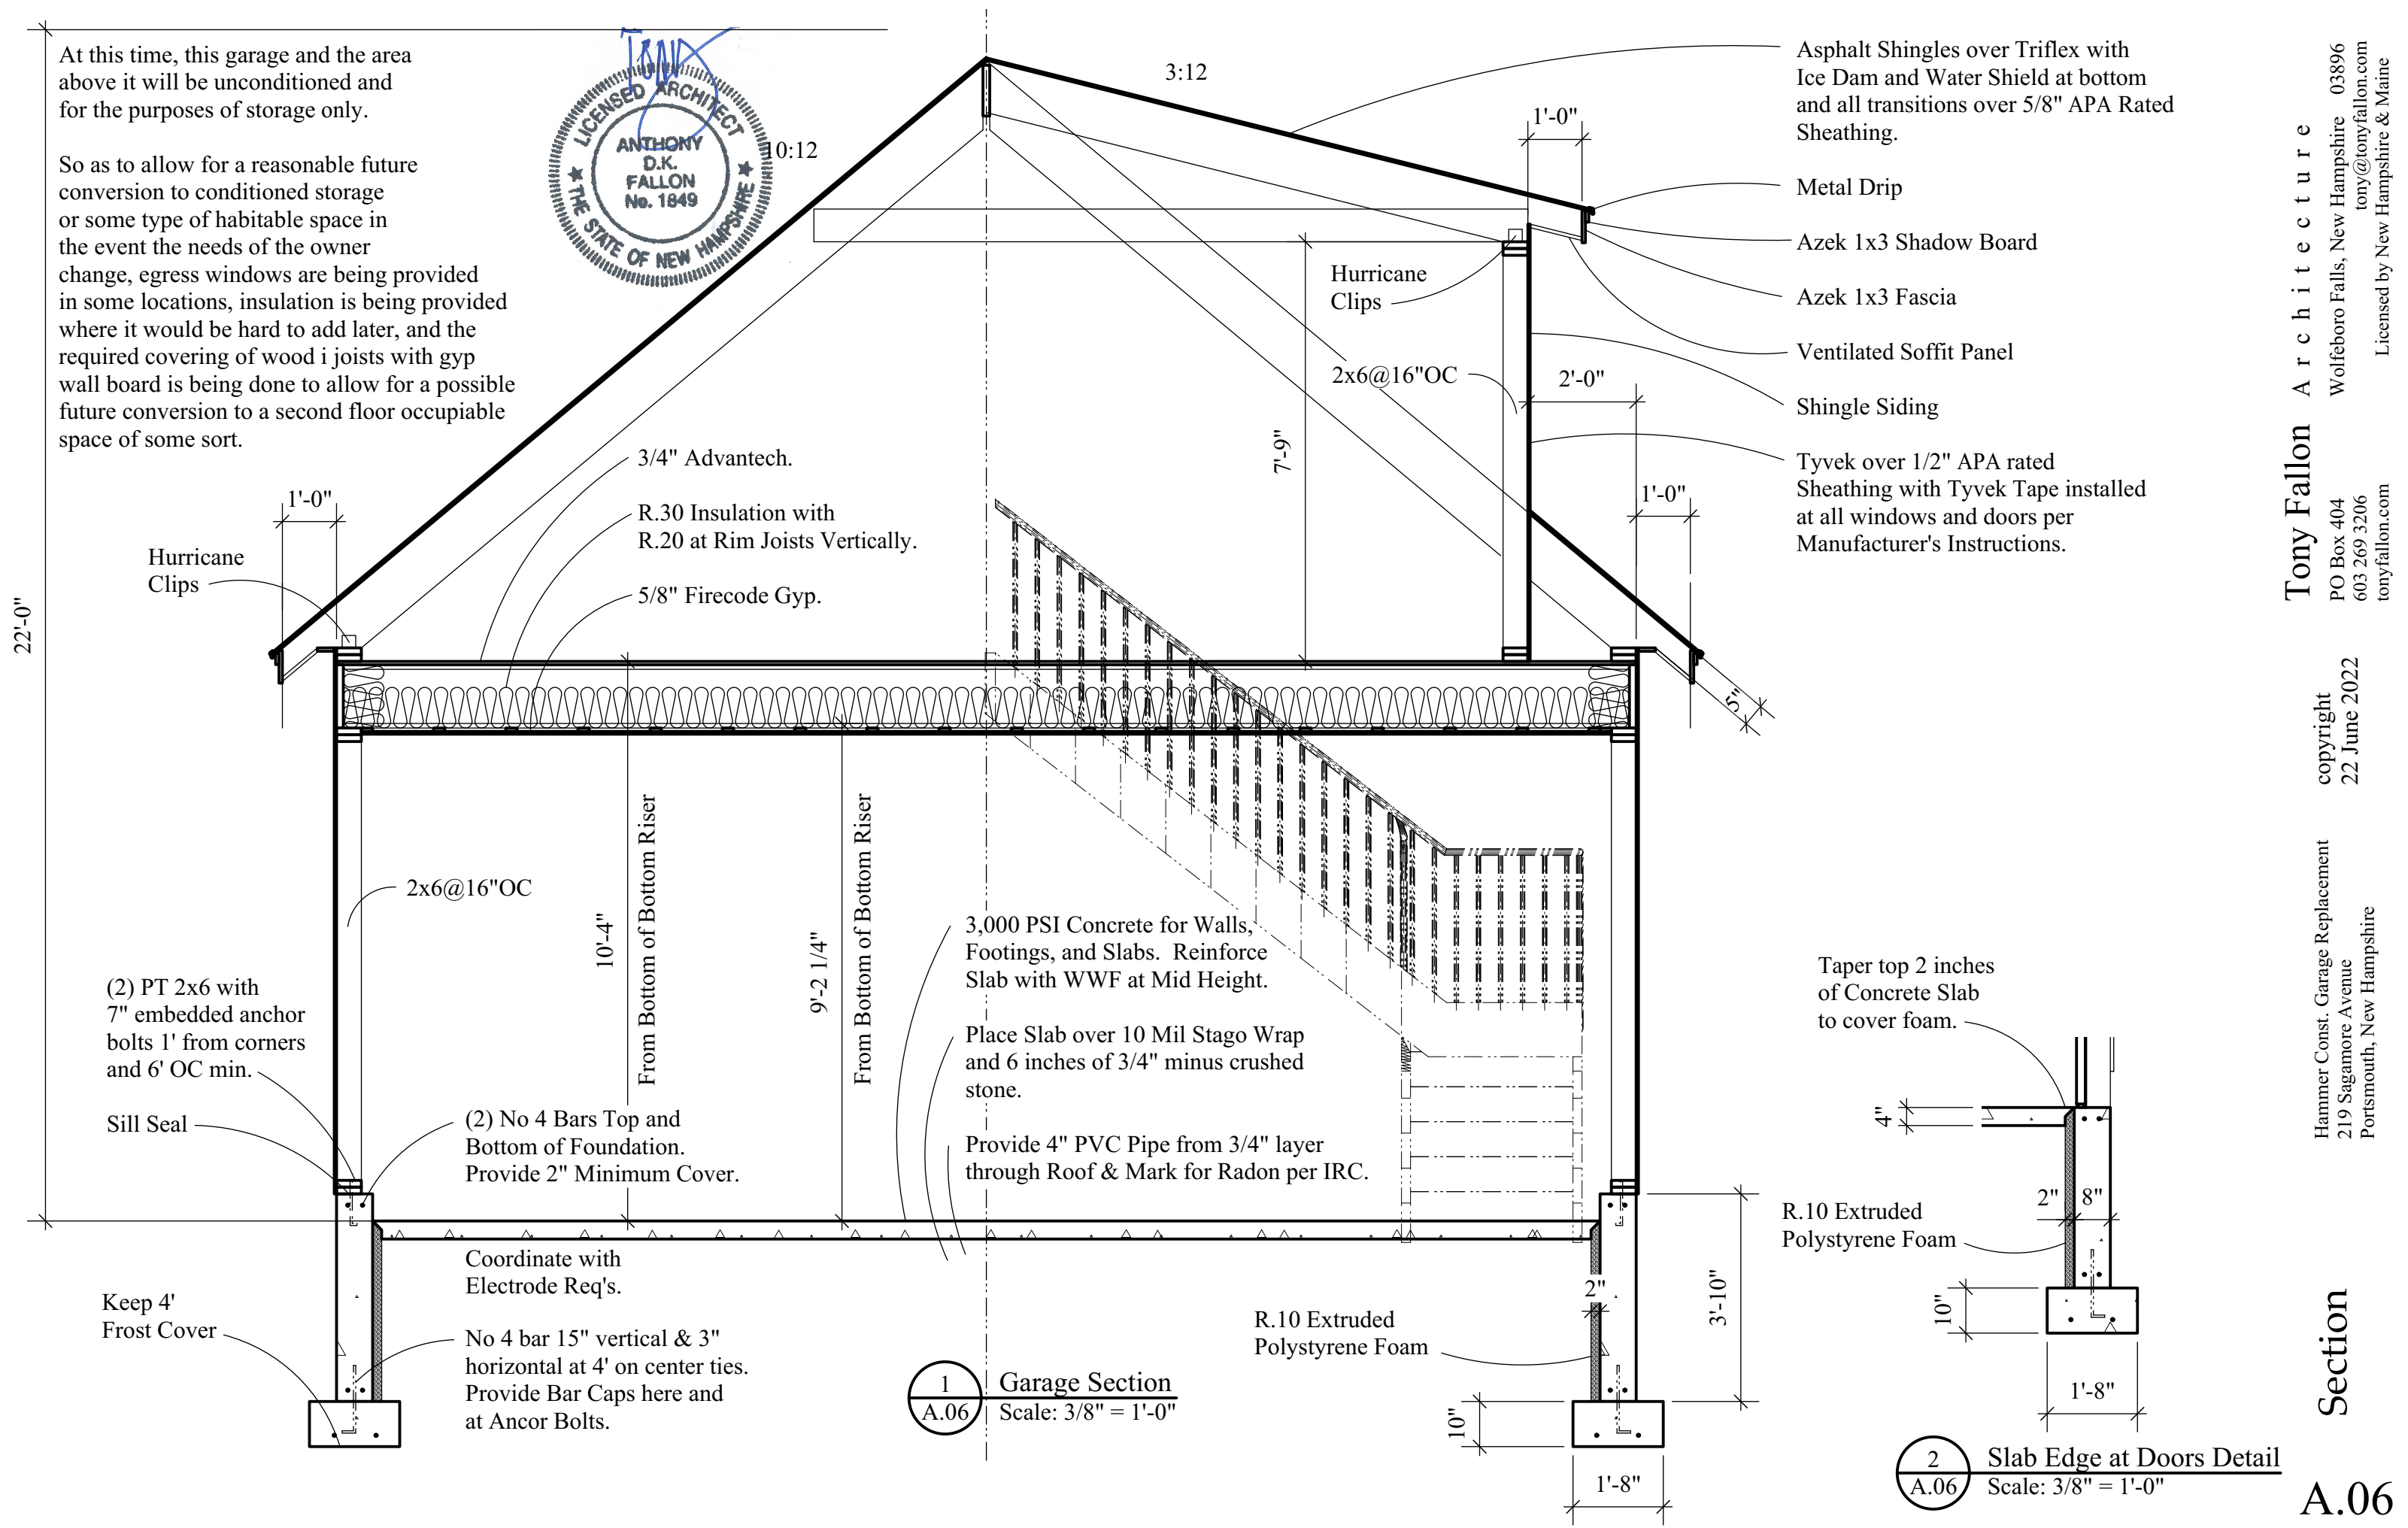 At this time, this garage and the area
above it will be unconditioned and
for the purposes of storage only.
So as to allow for a reasonable future
conversion to conditioned storage
or some type of habitable space in
the event the needs of the owner
change, egress windows are being provided
in some locations, insulation is being provided
where it would be hard to add later, and the
required covering of wood i joists with gyp
wall board is being done to allow for a possible
future conversion to a second floor occupiable
space of some sort.
LICENSED ARCHITECT
ANTHONY
D.K.
FALLON
No. 1849
THE STATE OF NEW HAMPSHIRE
10:12
3:12
1'-0"
Asphalt Shingles over Triflex with
Ice Dam and Water Shield at bottom
and all transitions over 5/8" APA Rated
Sheathing.
Metal Drip
Azek 1x3 Shadow Board
Azek 1x3 Fascia
Ventilated Soffit Panel
Shingle Siding
Tyvek over 1/2" APA rated
Sheathing with Tyvek Tape installed
at all windows and doors per
Manufacturer's Instructions.
Hurricane
Clips
2x6@16"OC
2'-0"
1'-0"
7'-9"
5"
3/4" Advantech.
R.30 Insulation with
R.20 at Rim Joists Vertically.
5/8" Firecode Gyp.
1'-0"
Hurricane
Clips
22'-0"
2x6@16"OC
10'-4"
From Bottom of Bottom Riser
9'-2 1/4"
From Bottom of Bottom Riser
(2) PT 2x6 with
7" embedded anchor
bolts 1' from corners
and 6' OC min.
Sill Seal
(2) No 4 Bars Top and
Bottom of Foundation.
Provide 2" Minimum Cover.
3,000 PSI Concrete for Walls,
Footings, and Slabs. Reinforce
Slab with WWF at Mid Height.
Place Slab over 10 Mil Stago Wrap
and 6 inches of 3/4" minus crushed
stone.
Provide 4" PVC Pipe from 3/4" layer
through Roof & Mark for Radon per IRC.
Coordinate with
Electrode Req's.
Keep 4'
Frost Cover
No 4 bar 15" vertical & 3"
horizontal at 4' on center ties.
Provide Bar Caps here and
at Ancor Bolts.
R.10 Extruded
Polystyrene Foam
2"
3'-10"
10"
1'-8"
1
A.06
Garage Section
Scale: 3/8" = 1'-0"
Taper top 2 inches
of Concrete Slab
to cover foam.
4"
2"
8"
R.10 Extruded
Polystyrene Foam
10"
1'-8"
2
A.06
Slab Edge at Doors Detail
Scale: 3/8" = 1'-0"
Tony Fallon Architecture
PO Box 404 Wolfeboro Falls, New Hampshire 03896
603 269 3206 tony@tonyfallon.com
tonyfallon.com Licensed by New Hampshire & Maine
copyright
22 June 2022
Hammer Const. Garage Replacement
219 Sagamore Avenue
Portsmouth, New Hampshire
Section
A.06